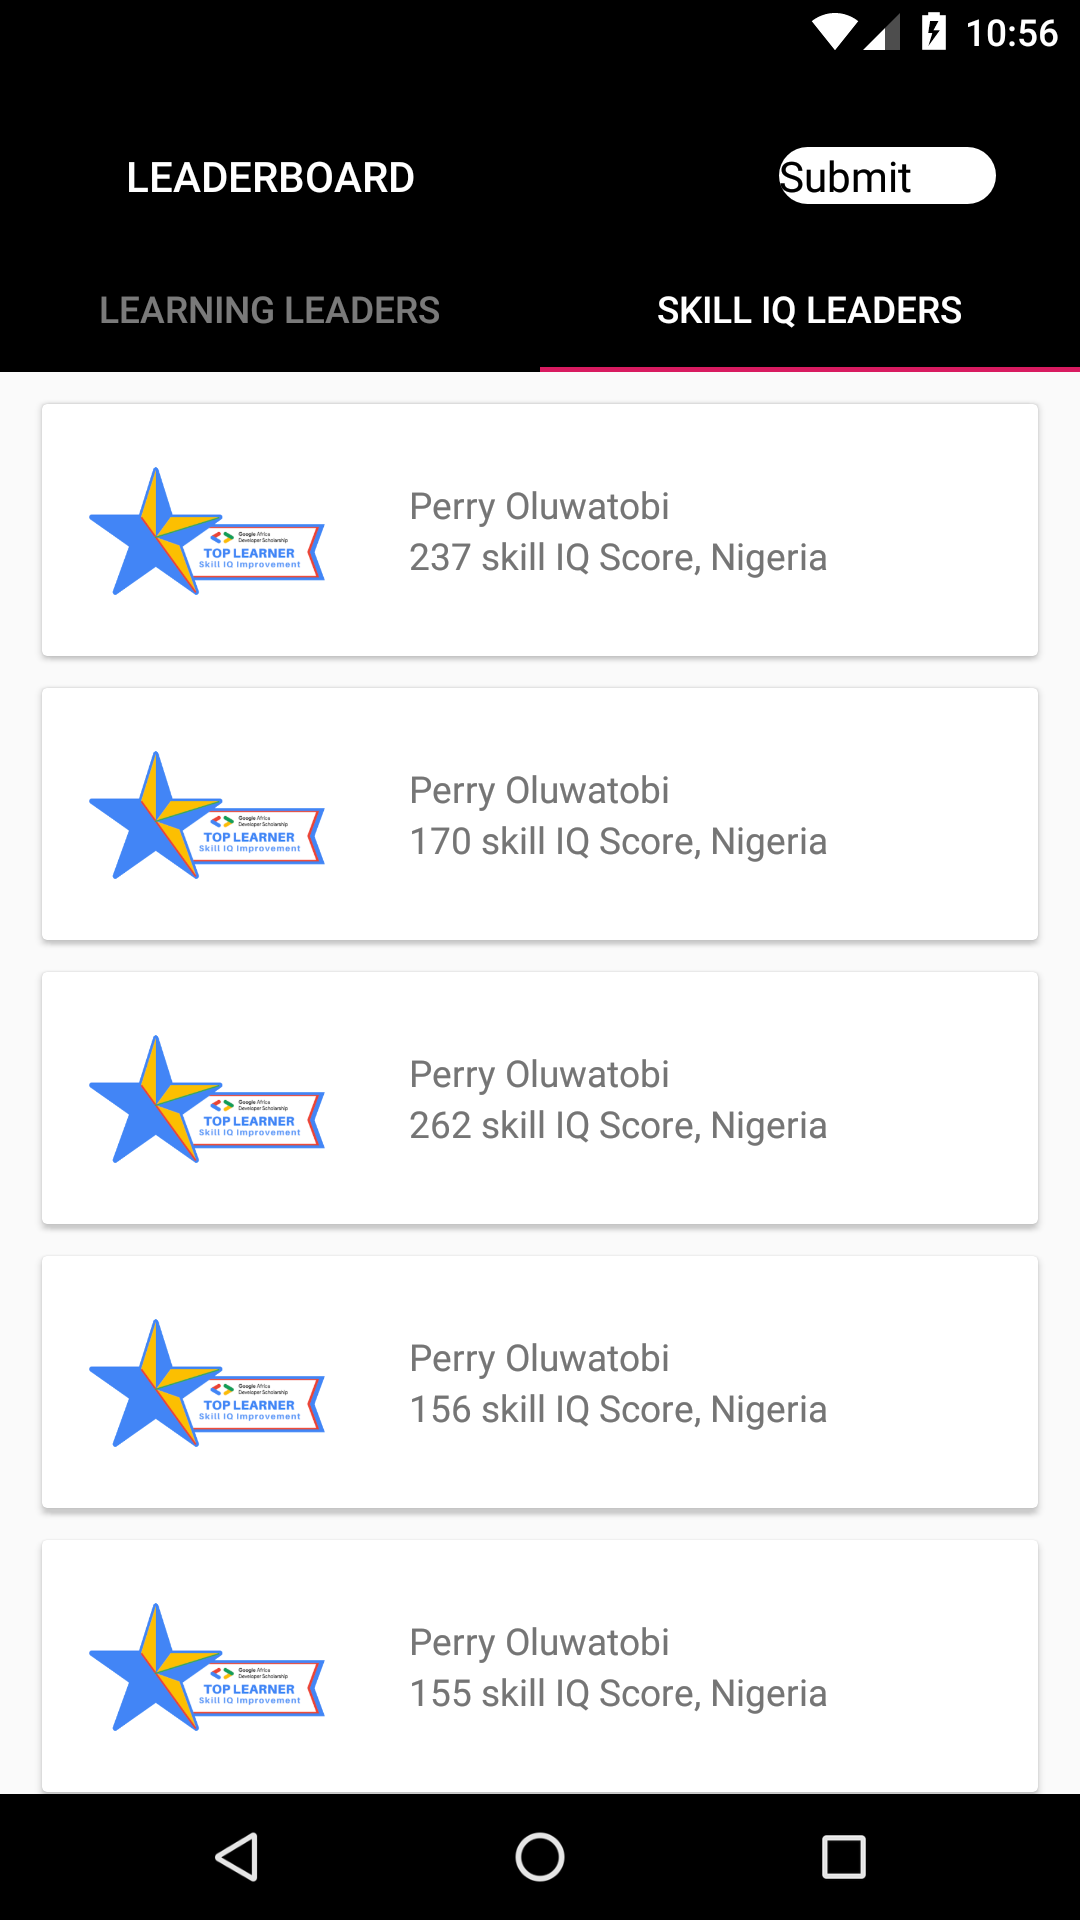 10:56
LEADERBOARD
Submit
LEARNING LEADERS
SKILL IQ LEADERS
Google Africa
Developer Scholarship
TOP LEARNER
Skill IQ Improvement
Perry Oluwatobi
237 skill IQ Score, Nigeria
Google Africa
Developer Scholarship
TOP LEARNER
Skill IQ Improvement
Perry Oluwatobi
170 skill IQ Score, Nigeria
Google Africa
Developer Scholarship
TOP LEARNER
Skill IQ Improvement
Perry Oluwatobi
262 skill IQ Score, Nigeria
Google Africa
Developer Scholarship
TOP LEARNER
Skill IQ Improvement
Perry Oluwatobi
156 skill IQ Score, Nigeria
Google Africa
Developer Scholarship
TOP LEARNER
Skill IQ Improvement
Perry Oluwatobi
155 skill IQ Score, Nigeria